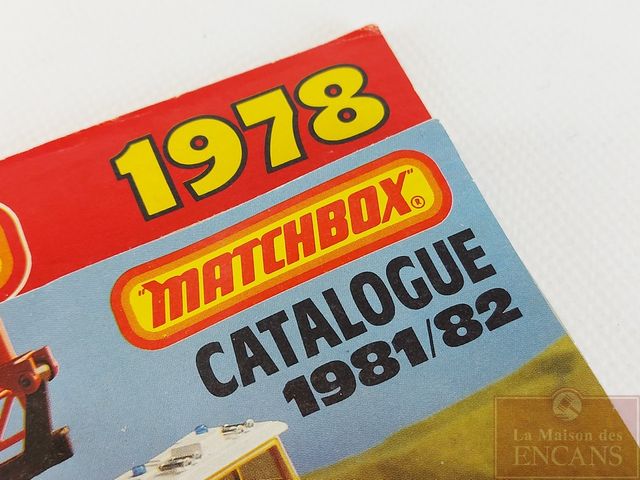 1978
"MATCHBOX"®
CATALOGUE
1981/82
La Maison des
ENCANS